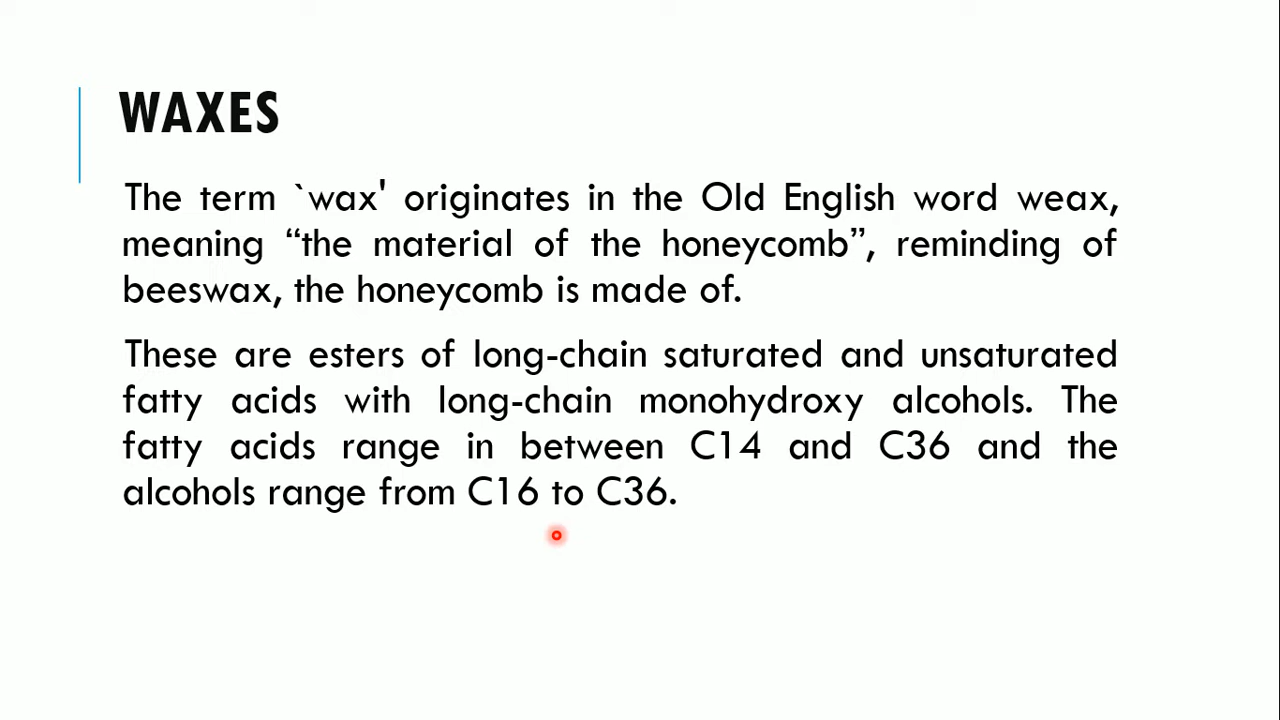 WAXES
The term `wax' originates in the Old English word weax,
meaning “the material of the honeycomb”, reminding of
beeswax, the honeycomb is made of.
These are esters of long-chain saturated and unsaturated
fatty acids with long-chain monohydroxy alcohols. The
fatty acids range in between C14 and C36 and the
alcohols range from C16 to C36.